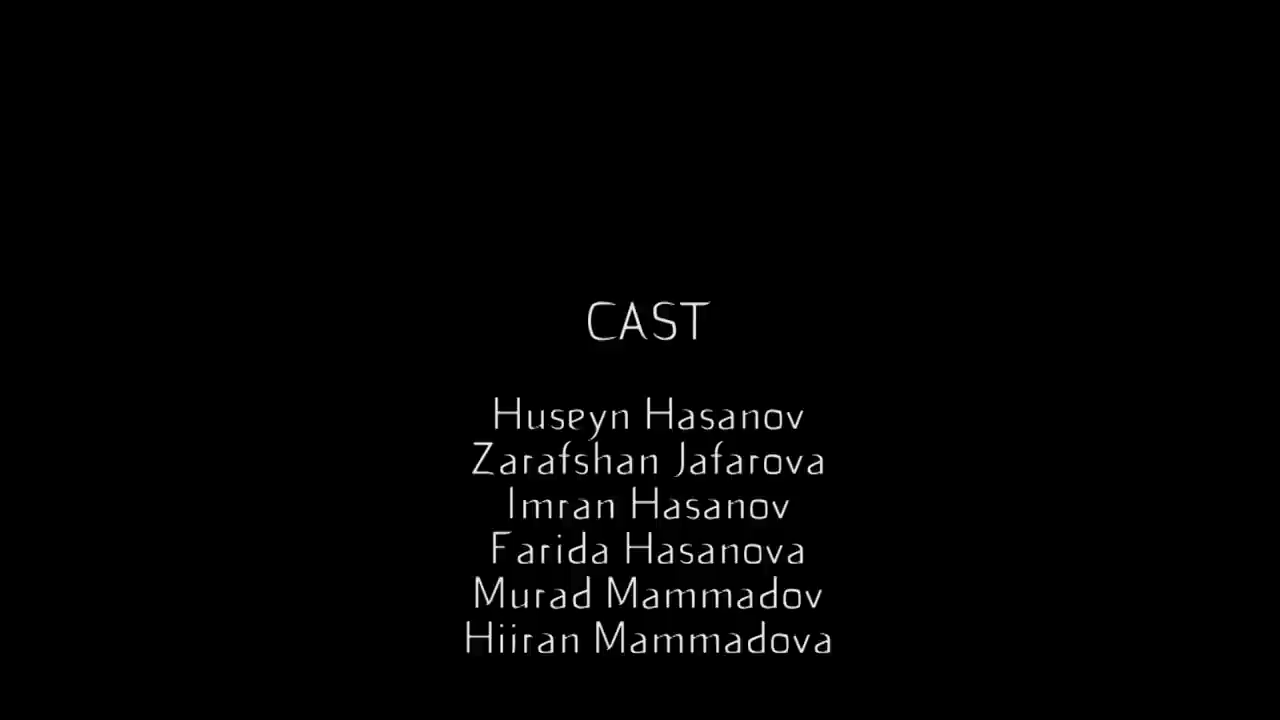 CAST
Huseyn Hasanov
Zarafshan Jafarova
Imran Hasanov
Farida Hasanova
Murad Mammadov
Hiiran Mammadova